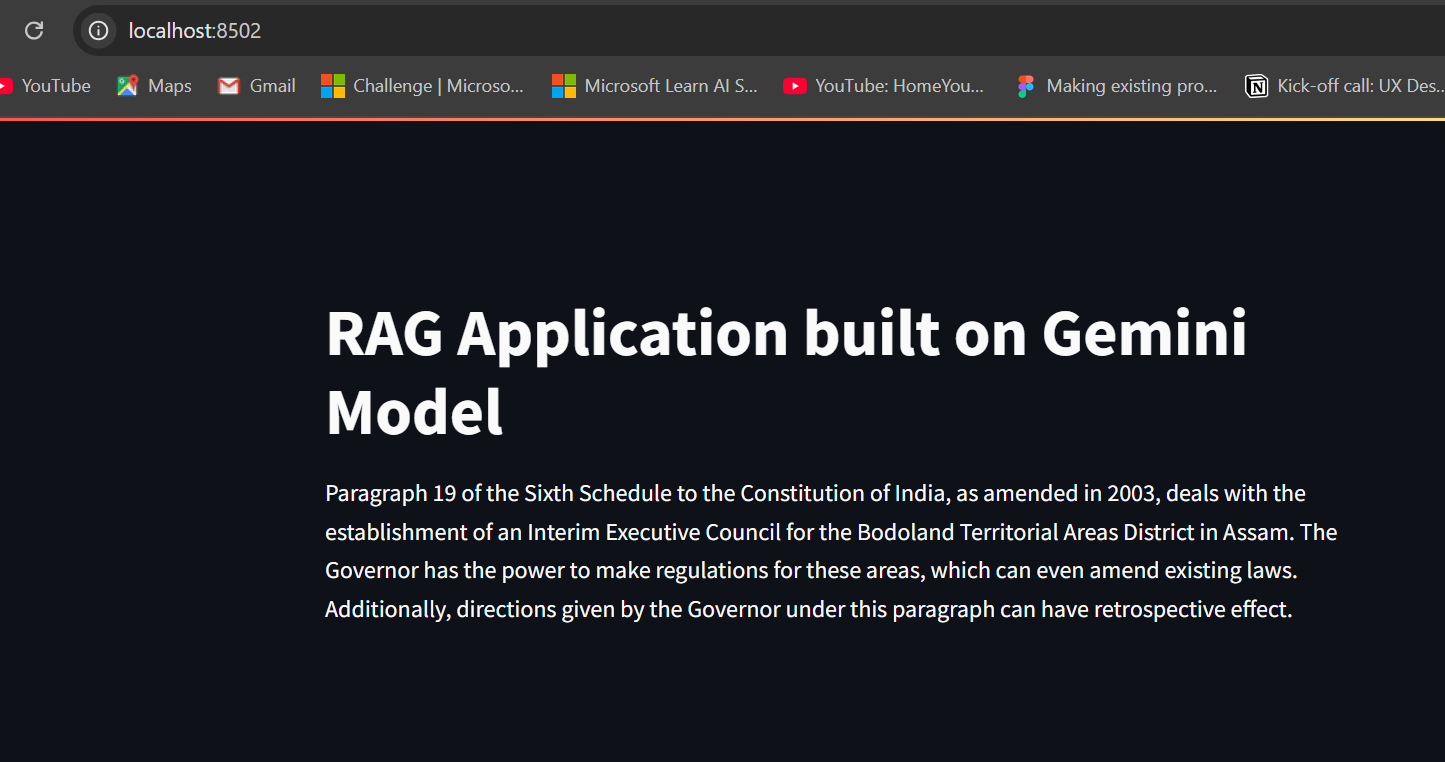 localhost:8502
YouTube Maps Gmail Challenge | Microso... Microsoft Learn AI S... YouTube: HomeYou... Making existing pro... Kick-off call: UX Des...
RAG Application built on Gemini
Model
Paragraph 19 of the Sixth Schedule to the Constitution of India, as amended in 2003, deals with the
establishment of an Interim Executive Council for the Bodoland Territorial Areas District in Assam. The
Governor has the power to make regulations for these areas, which can even amend existing laws.
Additionally, directions given by the Governor under this paragraph can have retrospective effect.